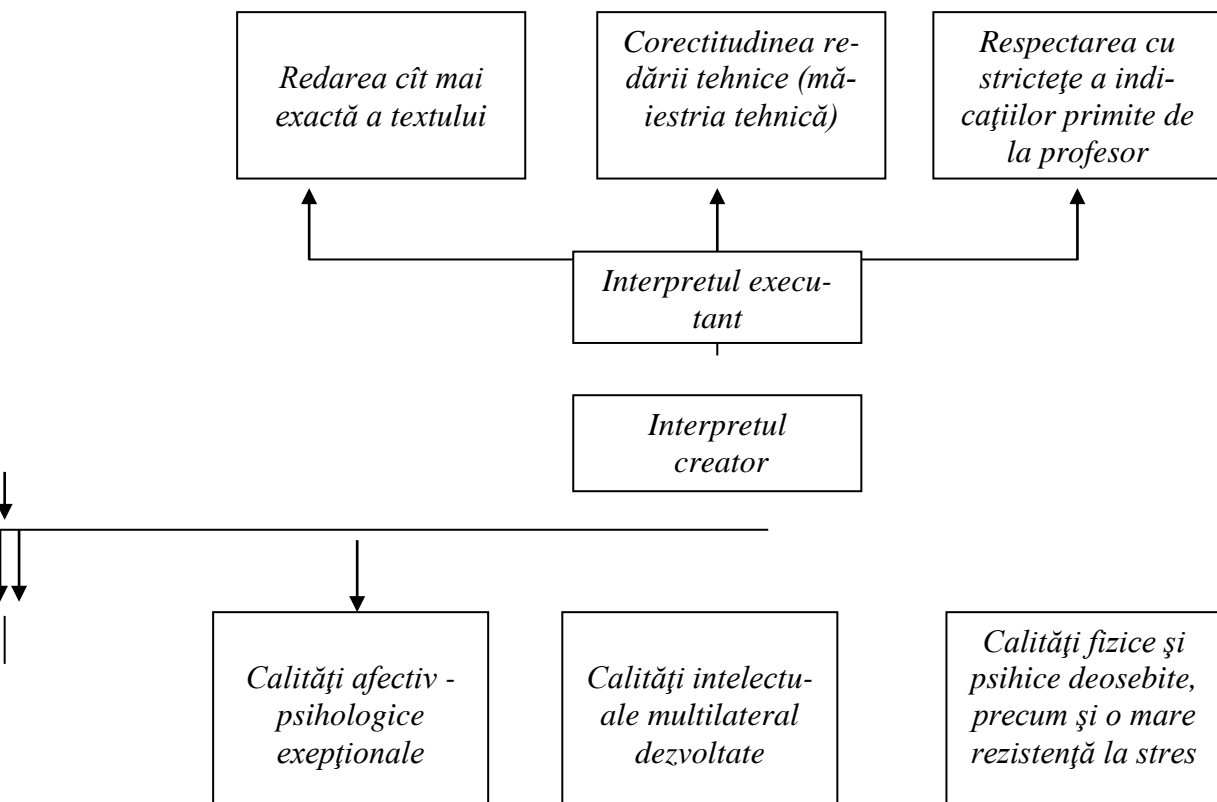 Redarea cît mai
exactă a textului
Corectitudinea re-
dării tehnice (mă-
iestria tehnică)
Respectarea cu
stricteţe a indi-
caţiilor primite de
la profesor
Interpretul execu-
tant
Interpretul
creator
Calităţi afectiv -
psihologice
exepţionale
Calităţi intelectu-
ale multilateral
dezvoltate
Calităţi fizice şi
psihice deosebite,
precum şi o mare
rezistenţă la stres